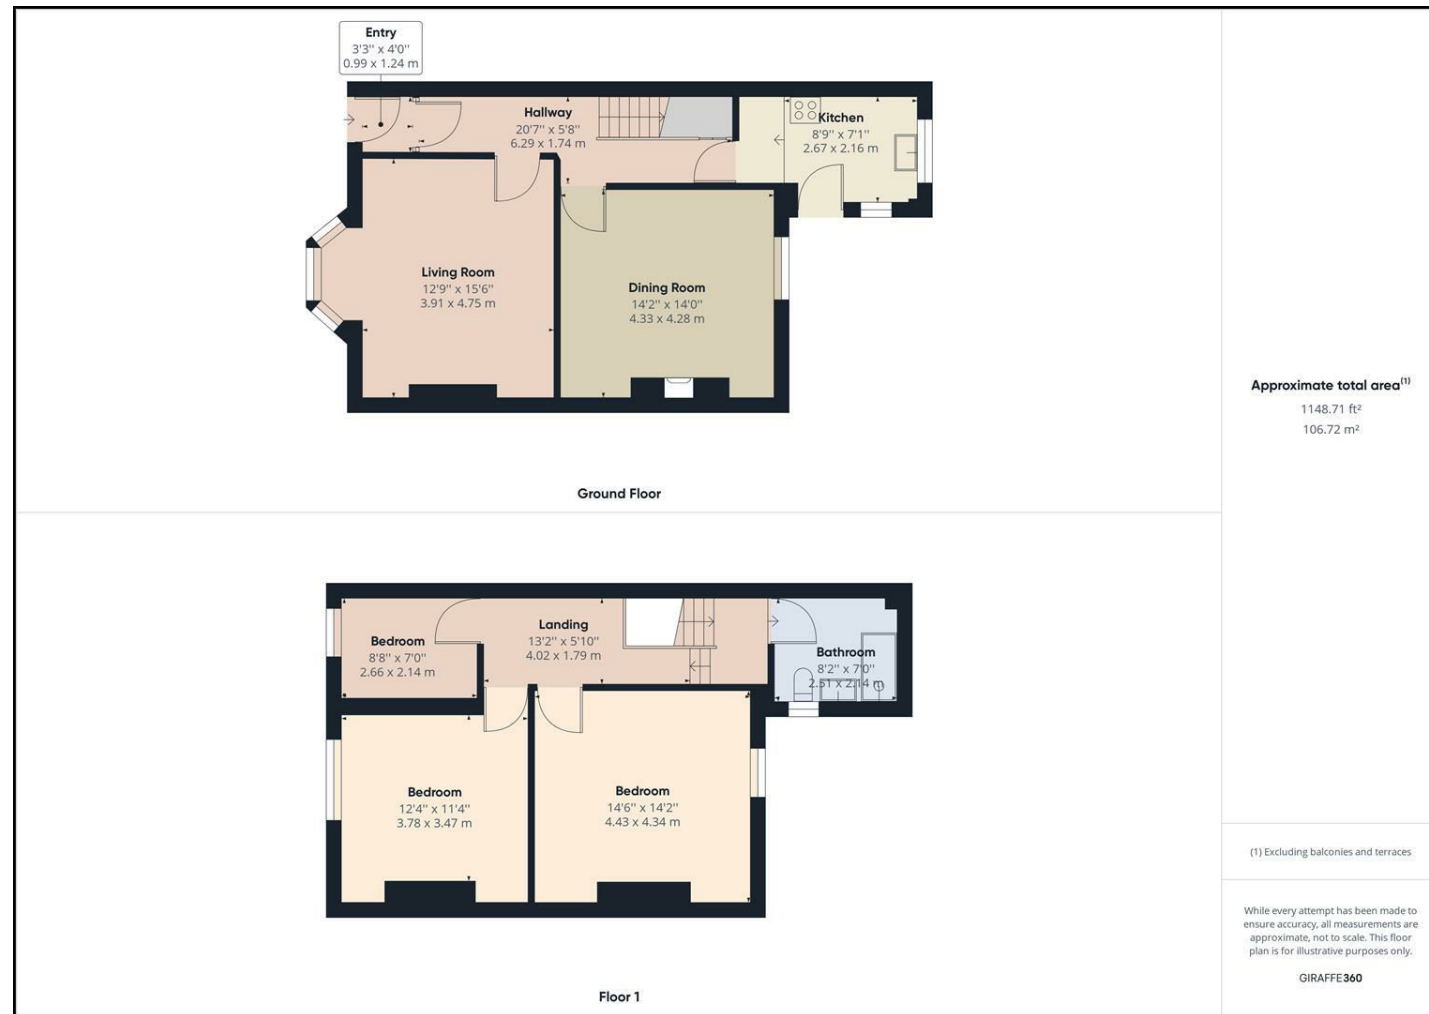 Entry
3'3'' x 4'0''
0.99 x 1.24 m
Hallway
20'7'' x 5'8''
6.29 x 1.74 m
Kitchen
8'9'' x 7'1''
2.67 x 2.16 m
Living Room
12'9'' x 15'6''
3.91 x 4.75 m
Dining Room
14'2'' x 14'0''
4.33 x 4.28 m
Ground Floor
Approximate total area(1)
1148.71 ft²
106.72 m²
Bedroom
8'8'' x 7'0''
2.66 x 2.14 m
Landing
13'2'' x 5'10''
4.02 x 1.79 m
Bathroom
8'2'' x 7'0''
2.51 x 2.14 m
Bedroom
12'4'' x 11'4''
3.78 x 3.47 m
Bedroom
14'6'' x 14'2''
4.43 x 4.34 m
Floor 1
(1) Excluding balconies and terraces
While every attempt has been made to
ensure accuracy, all measurements are
approximate, not to scale. This floor
plan is for illustrative purposes only.
GIRAFFE360